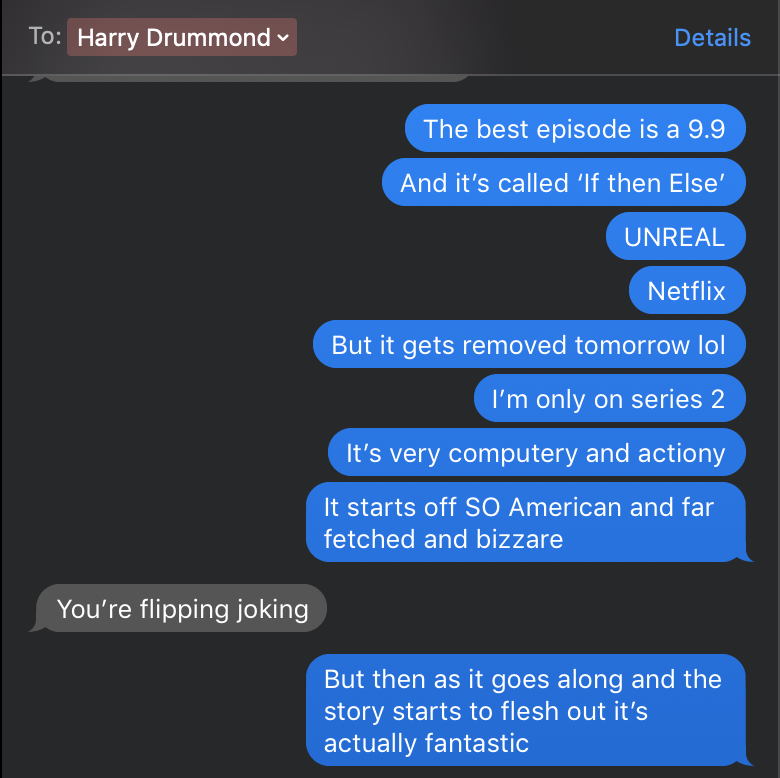 To: Harry Drummond
Details
The best episode is a 9.9
And it’s called ‘If then Else’
UNREAL
Netflix
But it gets removed tomorrow lol
I’m only on series 2
It’s very computery and actiony
It starts off SO American and far
fetched and bizzare
You’re flipping joking
But then as it goes along and the
story starts to flesh out it’s
actually fantastic